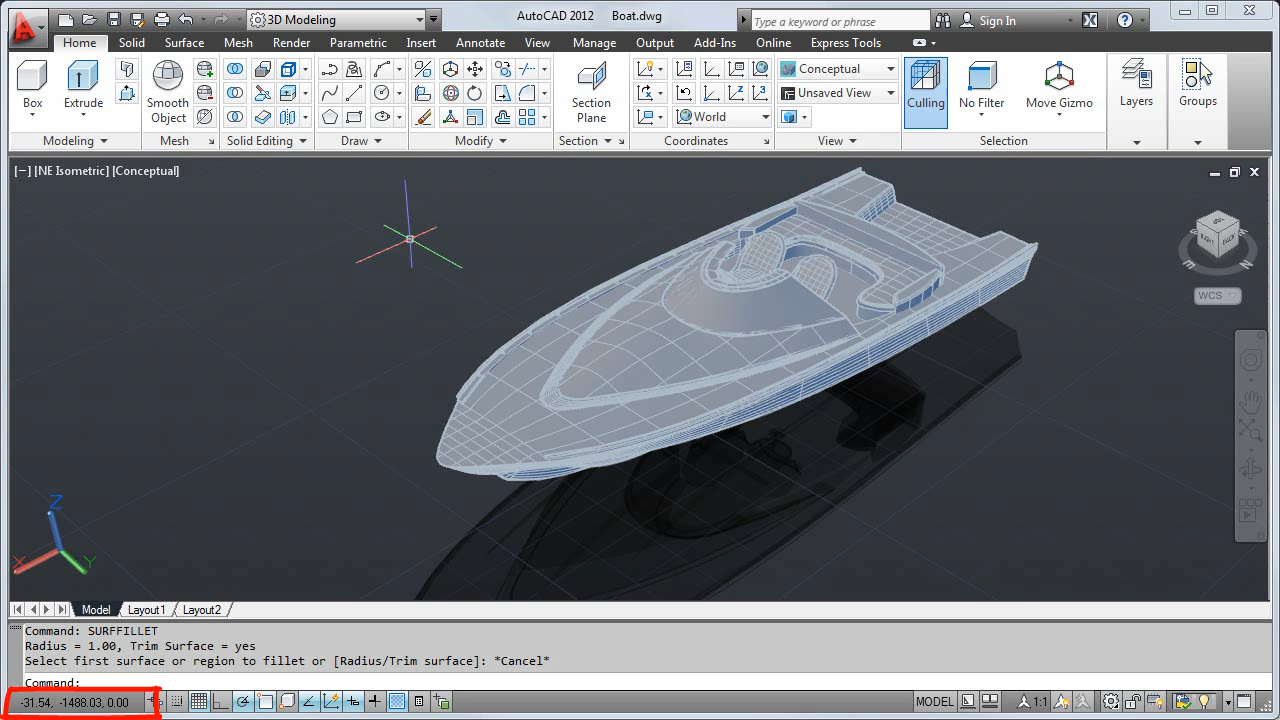 3D Modeling
AutoCAD 2012 Boat.dwg
Type a keyword or phrase
Sign In
Home Solid Surface Mesh Render Parametric Insert Annotate View Manage Output Add-Ins Online Express Tools
Box
Extrude
Smooth
Object
Section
Plane
World
Conceptual
Unsaved View
Culling
No Filter
Move Gizmo
Layers
Groups
Modeling Mesh Solid Editing Draw Modify Section Coordinates View Selection
[−] [NE Isometric] [Conceptual]
WCS
Z
X
Y
Model Layout1 Layout2
Command: SURFFILLET
Radius = 1.00, Trim Surface = yes
Select first surface or region to fillet or [Radius/Trim surface]: *Cancel*
Command:
-31.54, -1488.03, 0.00
MODEL
1:1